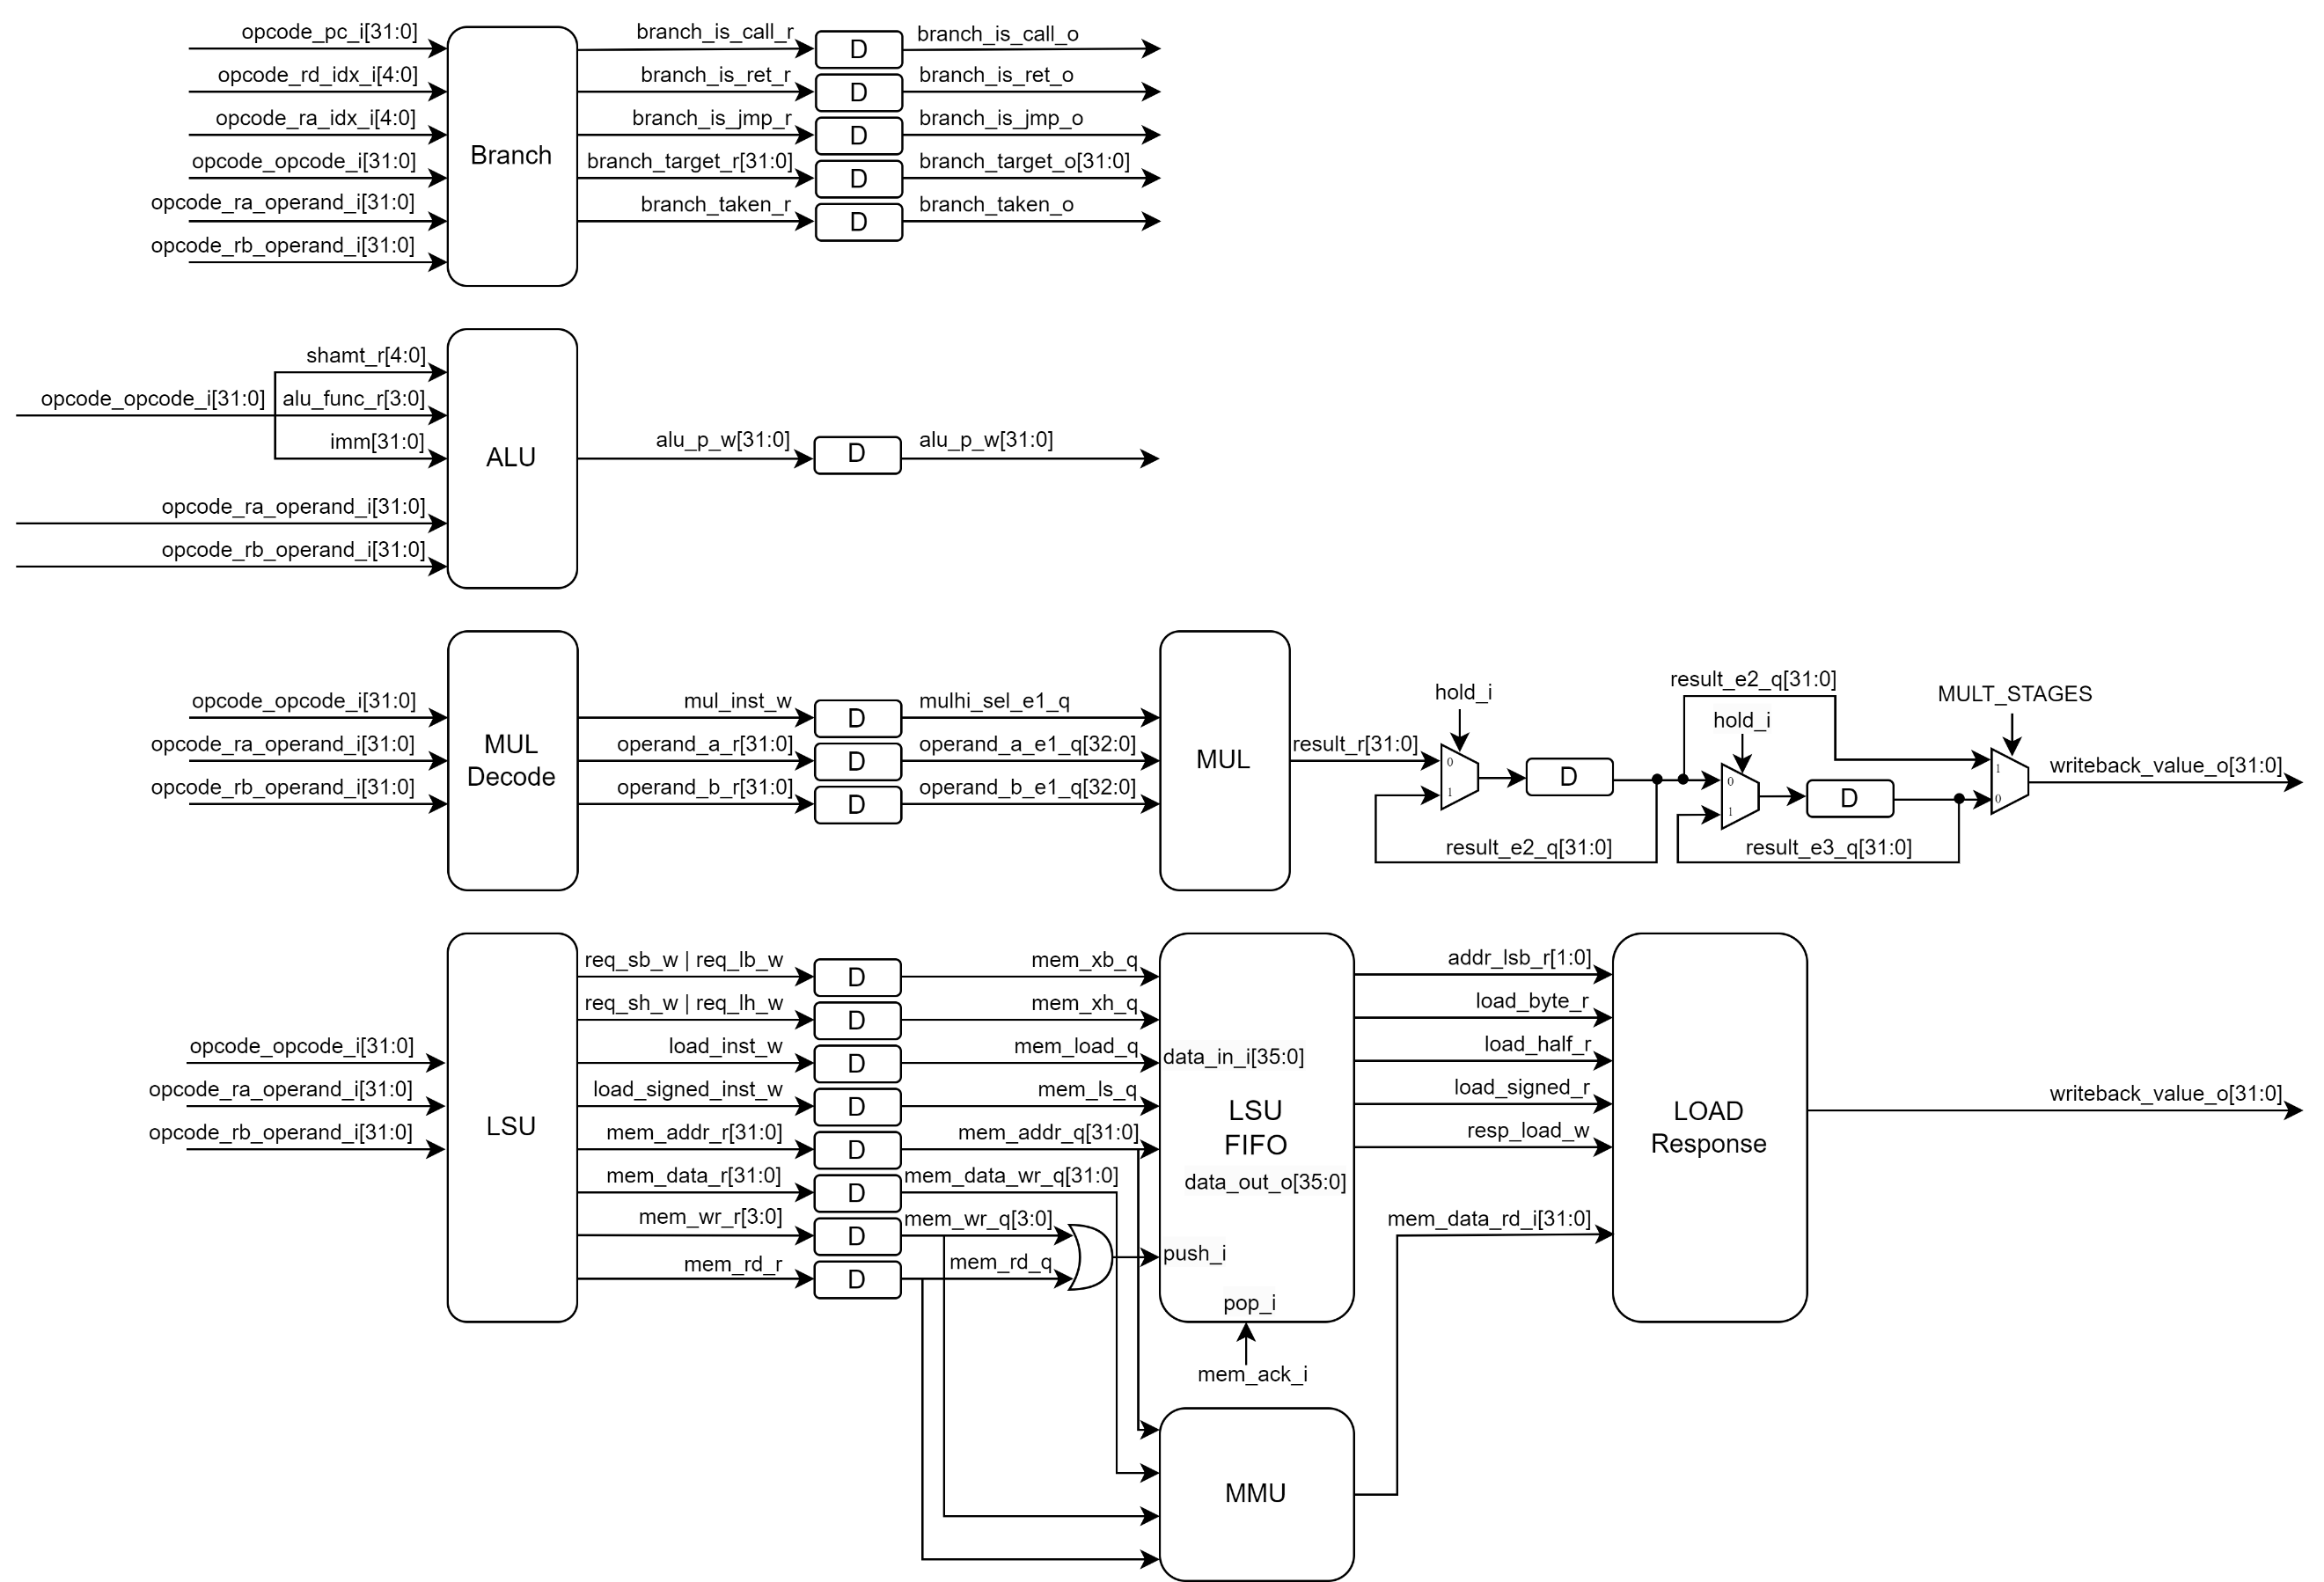 opcode_pc_i[31:0]
opcode_rd_idx_i[4:0]
opcode_ra_idx_i[4:0]
opcode_opcode_i[31:0]
opcode_ra_operand_i[31:0]
opcode_rb_operand_i[31:0]
Branch
branch_is_call_r
branch_is_ret_r
branch_is_jmp_r
branch_target_r[31:0]
branch_taken_r
D
D
D
D
D
branch_is_call_o
branch_is_ret_o
branch_is_jmp_o
branch_target_o[31:0]
branch_taken_o
opcode_opcode_i[31:0]
shamt_r[4:0]
alu_func_r[3:0]
imm[31:0]
opcode_ra_operand_i[31:0]
opcode_rb_operand_i[31:0]
ALU
alu_p_w[31:0]
D
alu_p_w[31:0]
opcode_opcode_i[31:0]
opcode_ra_operand_i[31:0]
opcode_rb_operand_i[31:0]
MUL
Decode
mul_inst_w
operand_a_r[31:0]
operand_b_r[31:0]
D
D
D
mulhi_sel_e1_q
operand_a_e1_q[32:0]
operand_b_e1_q[32:0]
MUL
result_r[31:0]
hold_i
0
1
D
result_e2_q[31:0]
result_e2_q[31:0]
hold_i
0
1
D
result_e3_q[31:0]
MULT_STAGES
1
0
writeback_value_o[31:0]
opcode_opcode_i[31:0]
opcode_ra_operand_i[31:0]
opcode_rb_operand_i[31:0]
LSU
req_sb_w | req_lb_w
req_sh_w | req_lh_w
load_inst_w
load_signed_inst_w
mem_addr_r[31:0]
mem_data_r[31:0]
mem_wr_r[3:0]
mem_rd_r
D
D
D
D
D
D
D
D
mem_xb_q
mem_xh_q
mem_load_q
mem_ls_q
mem_addr_q[31:0]
mem_data_wr_q[31:0]
mem_wr_q[3:0]
mem_rd_q
data_in_i[35:0]
LSU
FIFO
data_out_o[35:0]
push_i
pop_i
mem_ack_i
MMU
addr_lsb_r[1:0]
load_byte_r
load_half_r
load_signed_r
resp_load_w
mem_data_rd_i[31:0]
LOAD
Response
writeback_value_o[31:0]